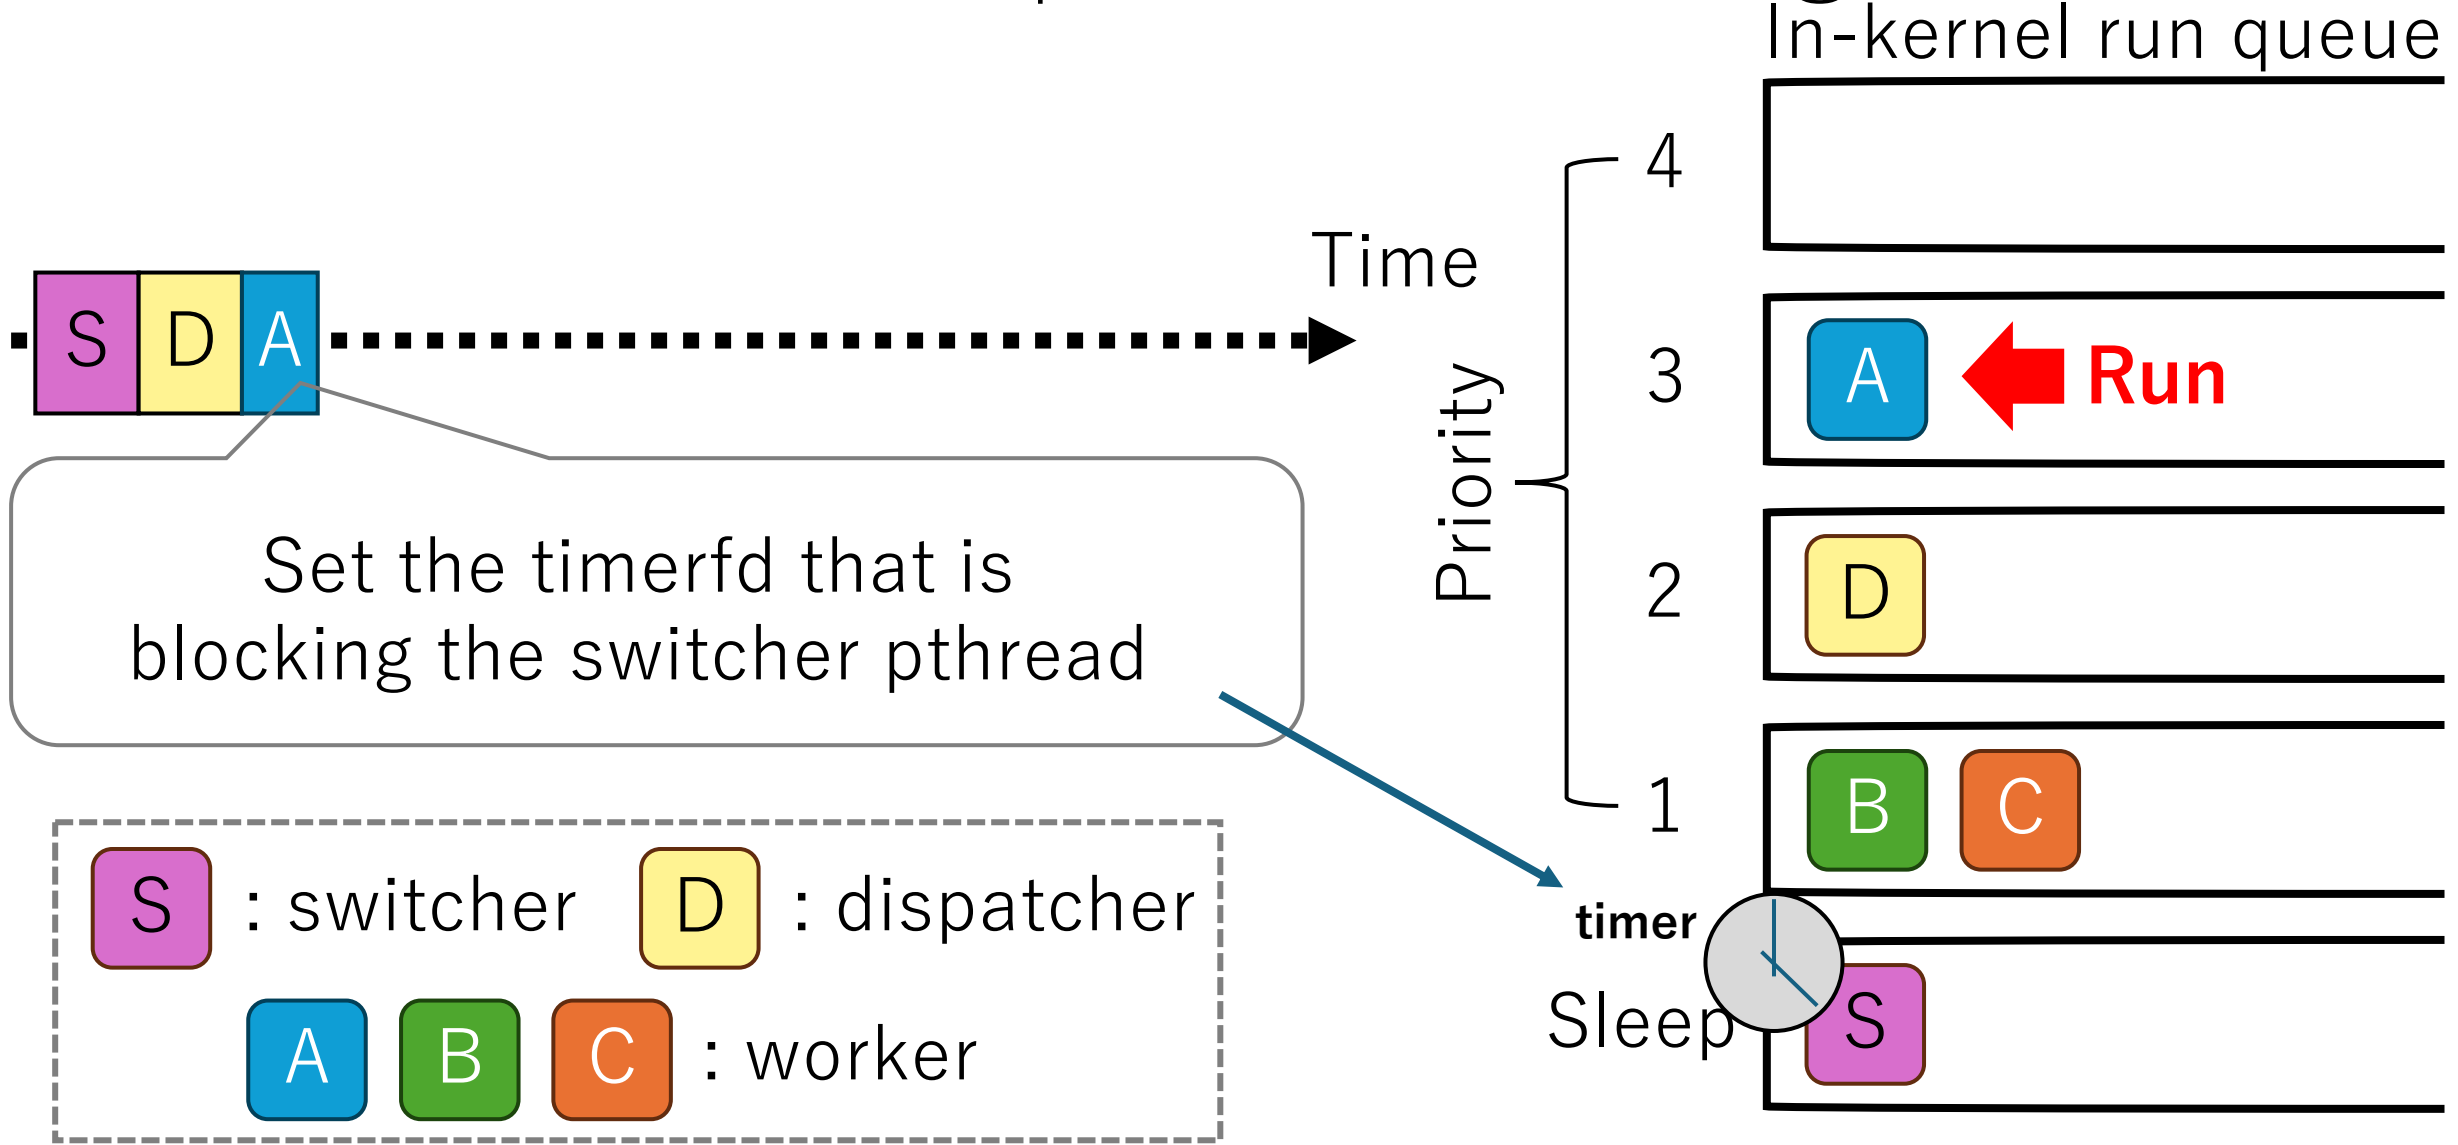 In-kernel run queue
4
Time
S D A
3
A
Run
Priority
Set the timerfd that is
blocking the switcher pthread
2
D
1
B C
S : switcher D : dispatcher
timer
Sleep
S
A B C : worker